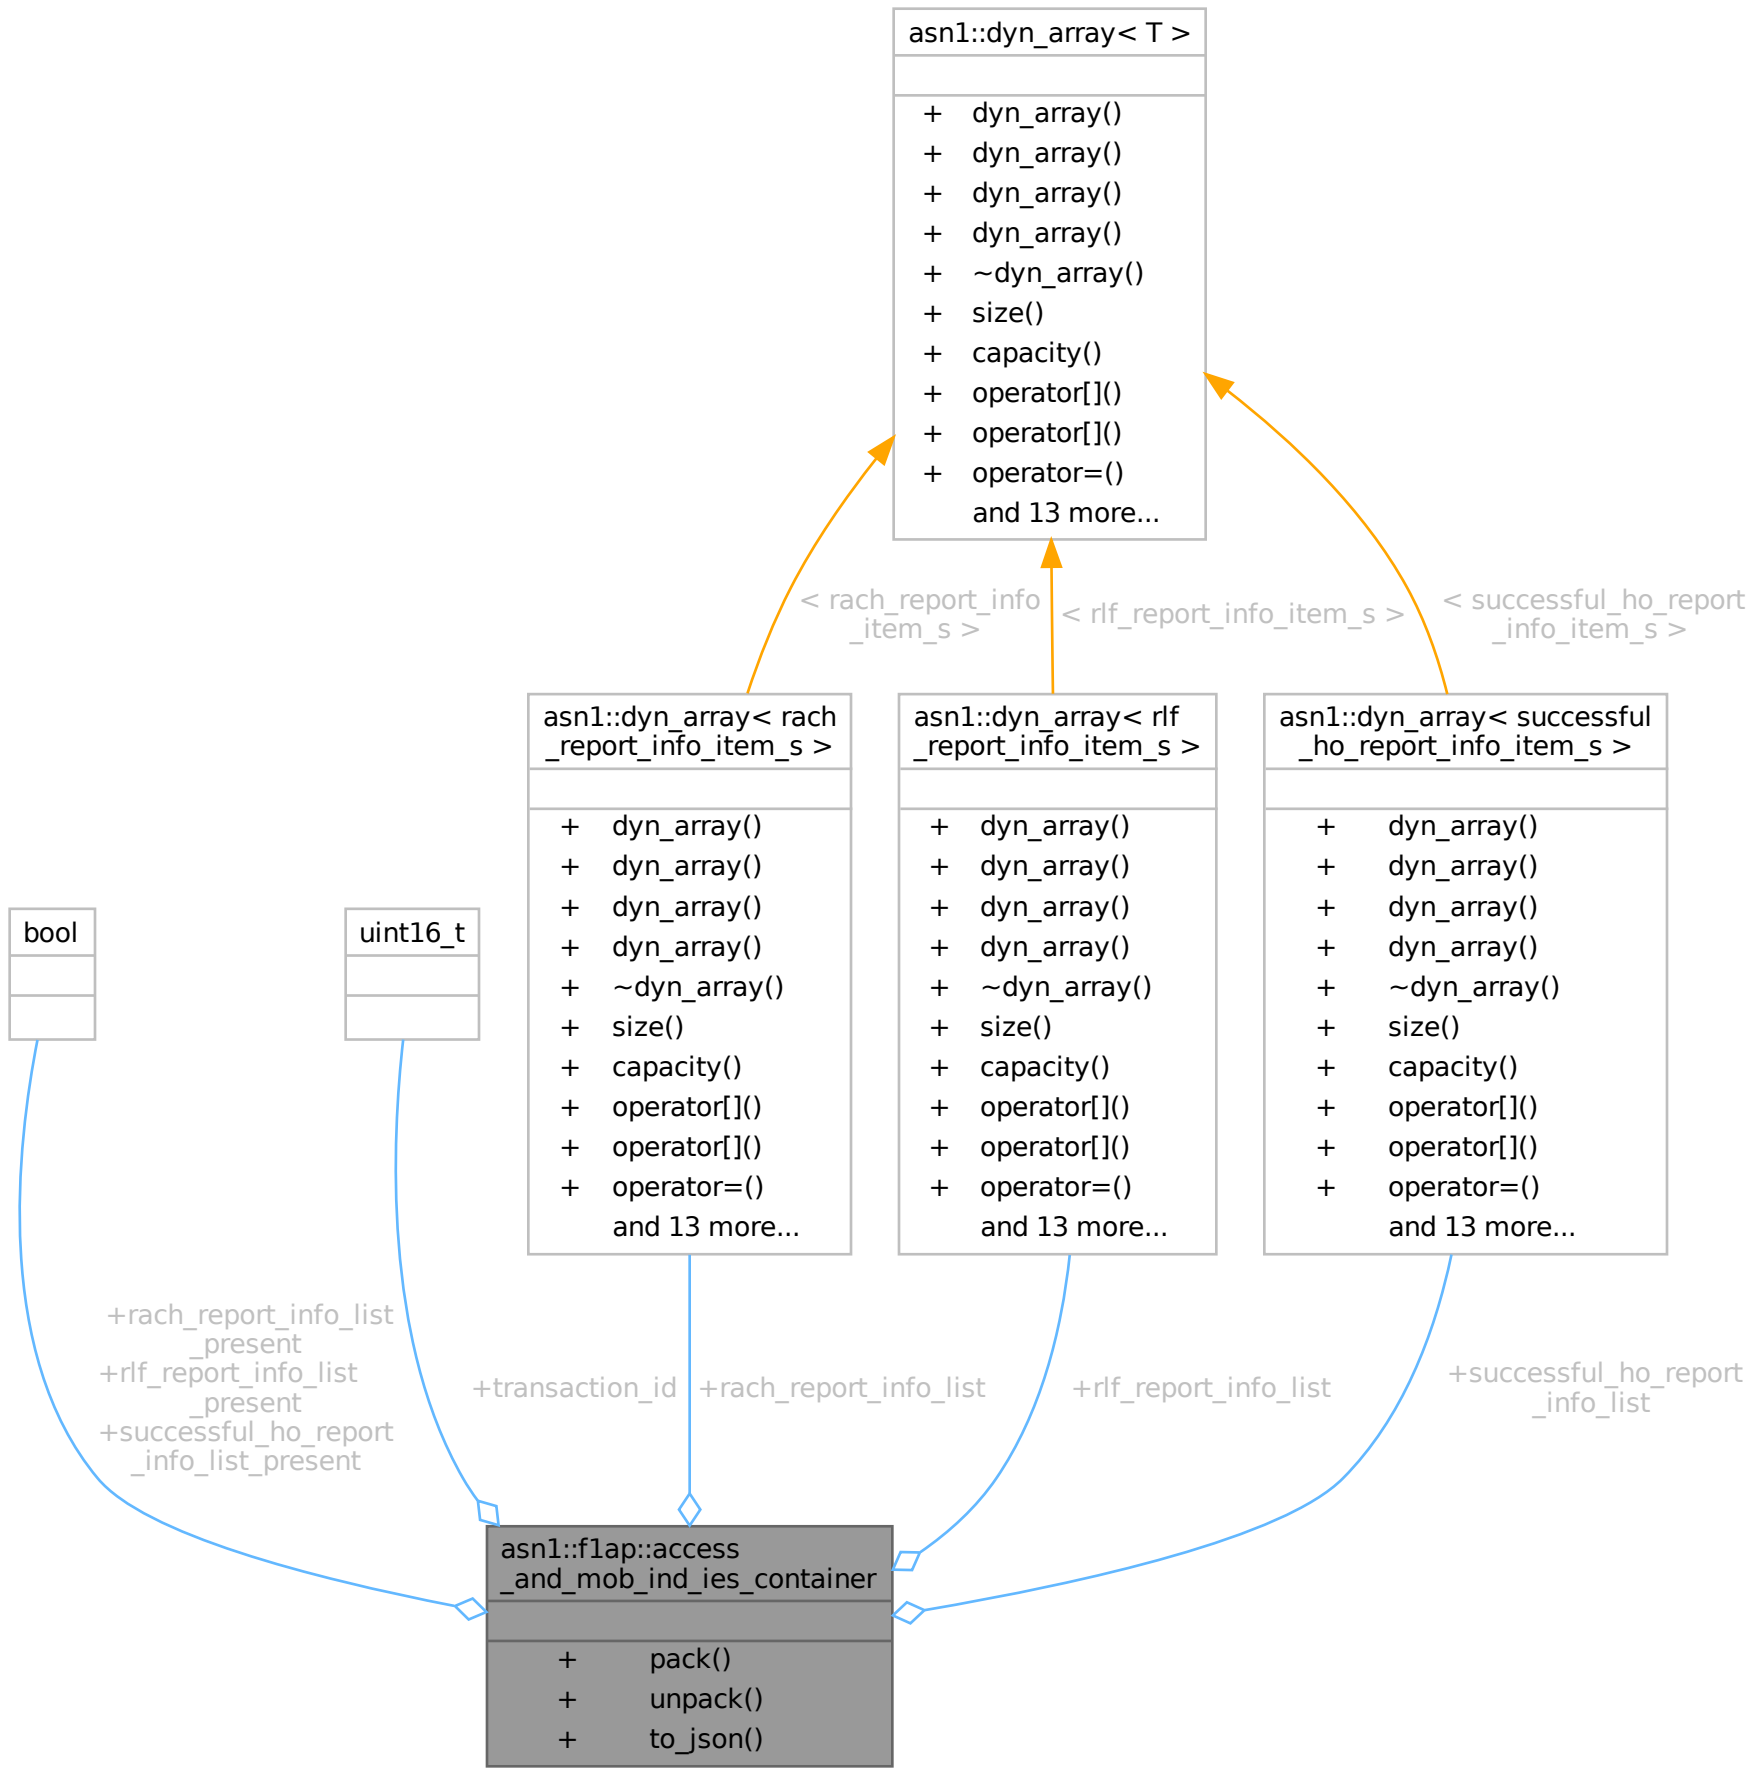 asn1::dyn_array< T >
+ dyn_array()
+ dyn_array()
+ dyn_array()
+ dyn_array()
+ ~dyn_array()
+ size()
+ capacity()
+ operator[]()
+ operator[]()
+ operator=()
and 13 more...
< rach_report_info
_item_s >
< rlf_report_info_item_s >
< successful_ho_report
_info_item_s >
asn1::dyn_array< rach
_report_info_item_s >
+ dyn_array()
+ dyn_array()
+ dyn_array()
+ dyn_array()
+ ~dyn_array()
+ size()
+ capacity()
+ operator[]()
+ operator[]()
+ operator=()
and 13 more...
asn1::dyn_array< rlf
_report_info_item_s >
+ dyn_array()
+ dyn_array()
+ dyn_array()
+ dyn_array()
+ ~dyn_array()
+ size()
+ capacity()
+ operator[]()
+ operator[]()
+ operator=()
and 13 more...
asn1::dyn_array< successful
_ho_report_info_item_s >
+ dyn_array()
+ dyn_array()
+ dyn_array()
+ dyn_array()
+ ~dyn_array()
+ size()
+ capacity()
+ operator[]()
+ operator[]()
+ operator=()
and 13 more...
bool
uint16_t
+rach_report_info_list
_present
+rlf_report_info_list
_present
+successful_ho_report
_info_list_present
+transaction_id
+rach_report_info_list
+rlf_report_info_list
+successful_ho_report
_info_list
asn1::f1ap::access
_and_mob_ind_ies_container
+ pack()
+ unpack()
+ to_json()